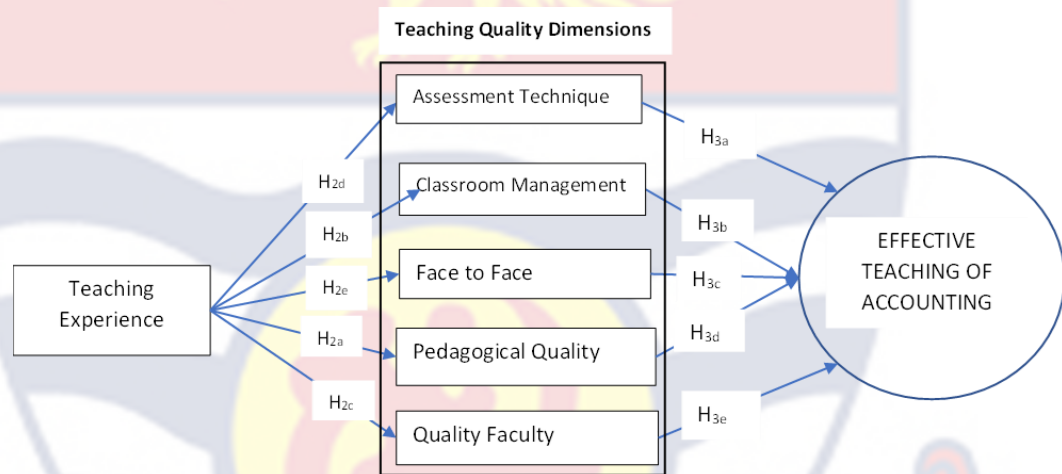 Teaching Quality Dimensions
Assessment Technique
H3a
H2d
Classroom Management
H2b
H3b
Face to Face
H2e
H3c
Teaching
Experience
EFFECTIVE
TEACHING OF
ACCOUNTING
H2a
Pedagogical Quality
H3d
H2c
Quality Faculty
H3e